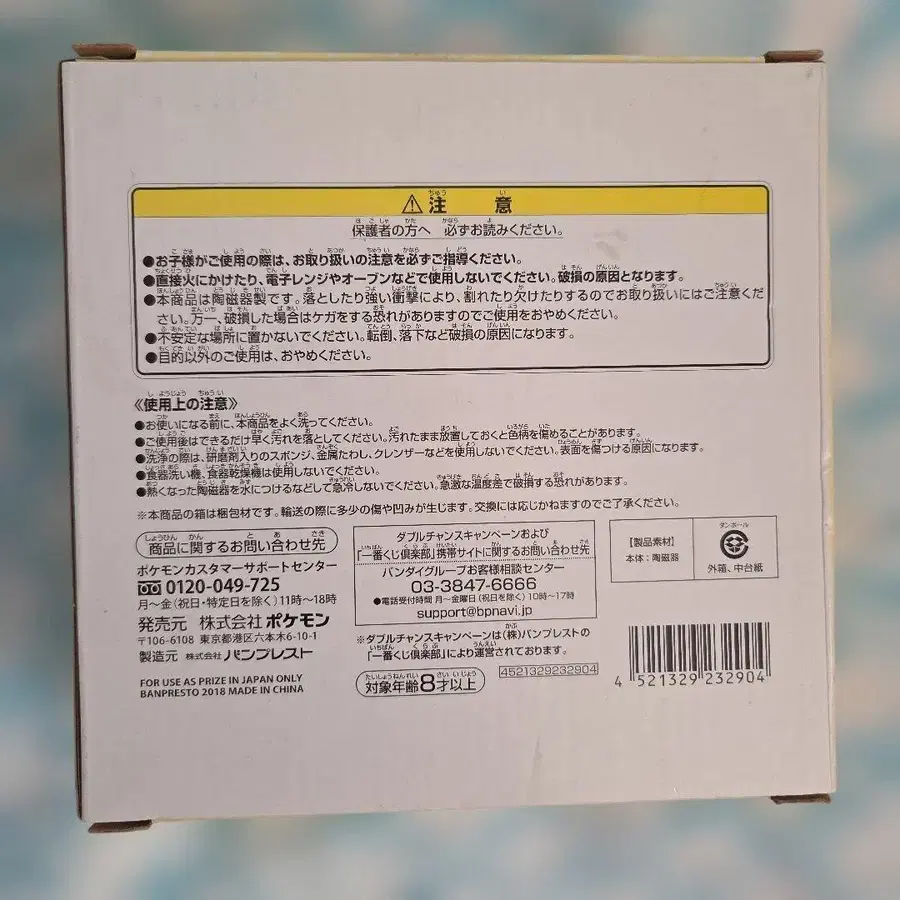 ⚠注意
保護者の方へ 必ずお読みください。
●お子様がご使用の際は、お取り扱いの注意を必ずご指導ください。
●直接火にかけたり、電子レンジやオーブンなどで使用しないでください。破損の原因となります。
●本商品は陶磁器製です。落としたり強い衝撃により、割れたり欠けたりするのでお取り扱いにはご注意くだ
さい。万一、破損した場合はケガをする恐れがありますのでご使用をおやめください。
●不安定な場所に置かないでください。転倒、落下など破損の原因になります。
●目的以外のご使用は、おやめください。
《使用上の注意》
●お使いになる前に、本商品をよく洗ってください。
●ご使用後はできるだけ早く汚れを落としてください。汚れたまま放置しておくと色柄を傷めることがあります。
●洗浄の際は、研磨剤入りのスポンジ、金属たわし、クレンザーなどを使用しないでください。表面を傷つける原因になります。
●食器洗い機、食器乾燥機は使用しないでください。
●熱くなった陶磁器を水につけるなどして急冷しないでください。急激な温度差で破損する恐れがあります。
※本商品の箱は梱包材です。輸送の際に多少の傷や凹みが生じます。交換には応じかねますのでご了承ください。
商品に関するお問い合わせ先
ポケモンカスタマーサポートセンター
0120-049-725
月～金(祝日・特定日を除く)11時～18時
発売元 株式会社ポケモン
〒106-6108 東京都港区六本木6-10-1
製造元 株式会社バンプレスト
FOR USE AS PRIZE IN JAPAN ONLY
BANPRESTO 2018 MADE IN CHINA
ダブルチャンスキャンペーンおよび
「一番くじ倶楽部」携帯サイトに関するお問い合わせ先
バンダイグループお客様相談センター
03-3847-6666
●電話受付時間 月～金曜日(祝日を除く)10時～17時
support@bpnavi.jp
※ダブルチャンスキャンペーンは(株)バンプレストの
「一番くじ倶楽部」により運営されております。
対象年齢8才以上
4521329232904
【製品素材】
本体：陶磁器
ダンボール
外箱、中台紙
4 521329 232904